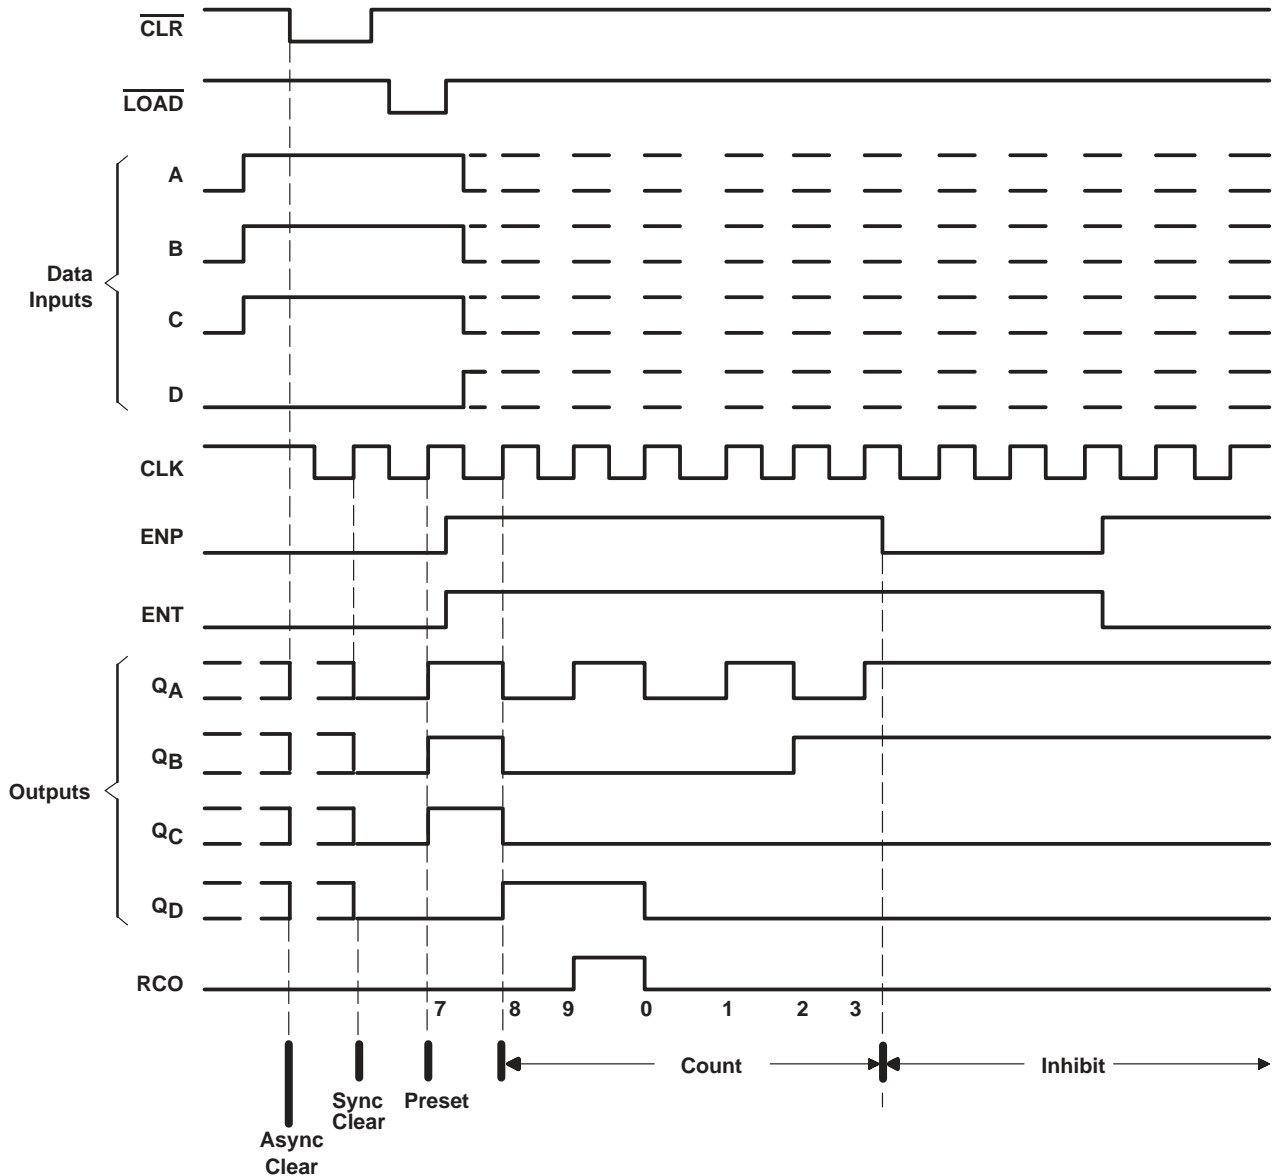 CLR
LOAD
A
B
Data
Inputs
C
D
CLK
ENP
ENT
QA
QB
Outputs
QC
QD
RCO
7 8 9 0 1 2 3
Count Inhibit
Sync
Clear
Preset
Async
Clear